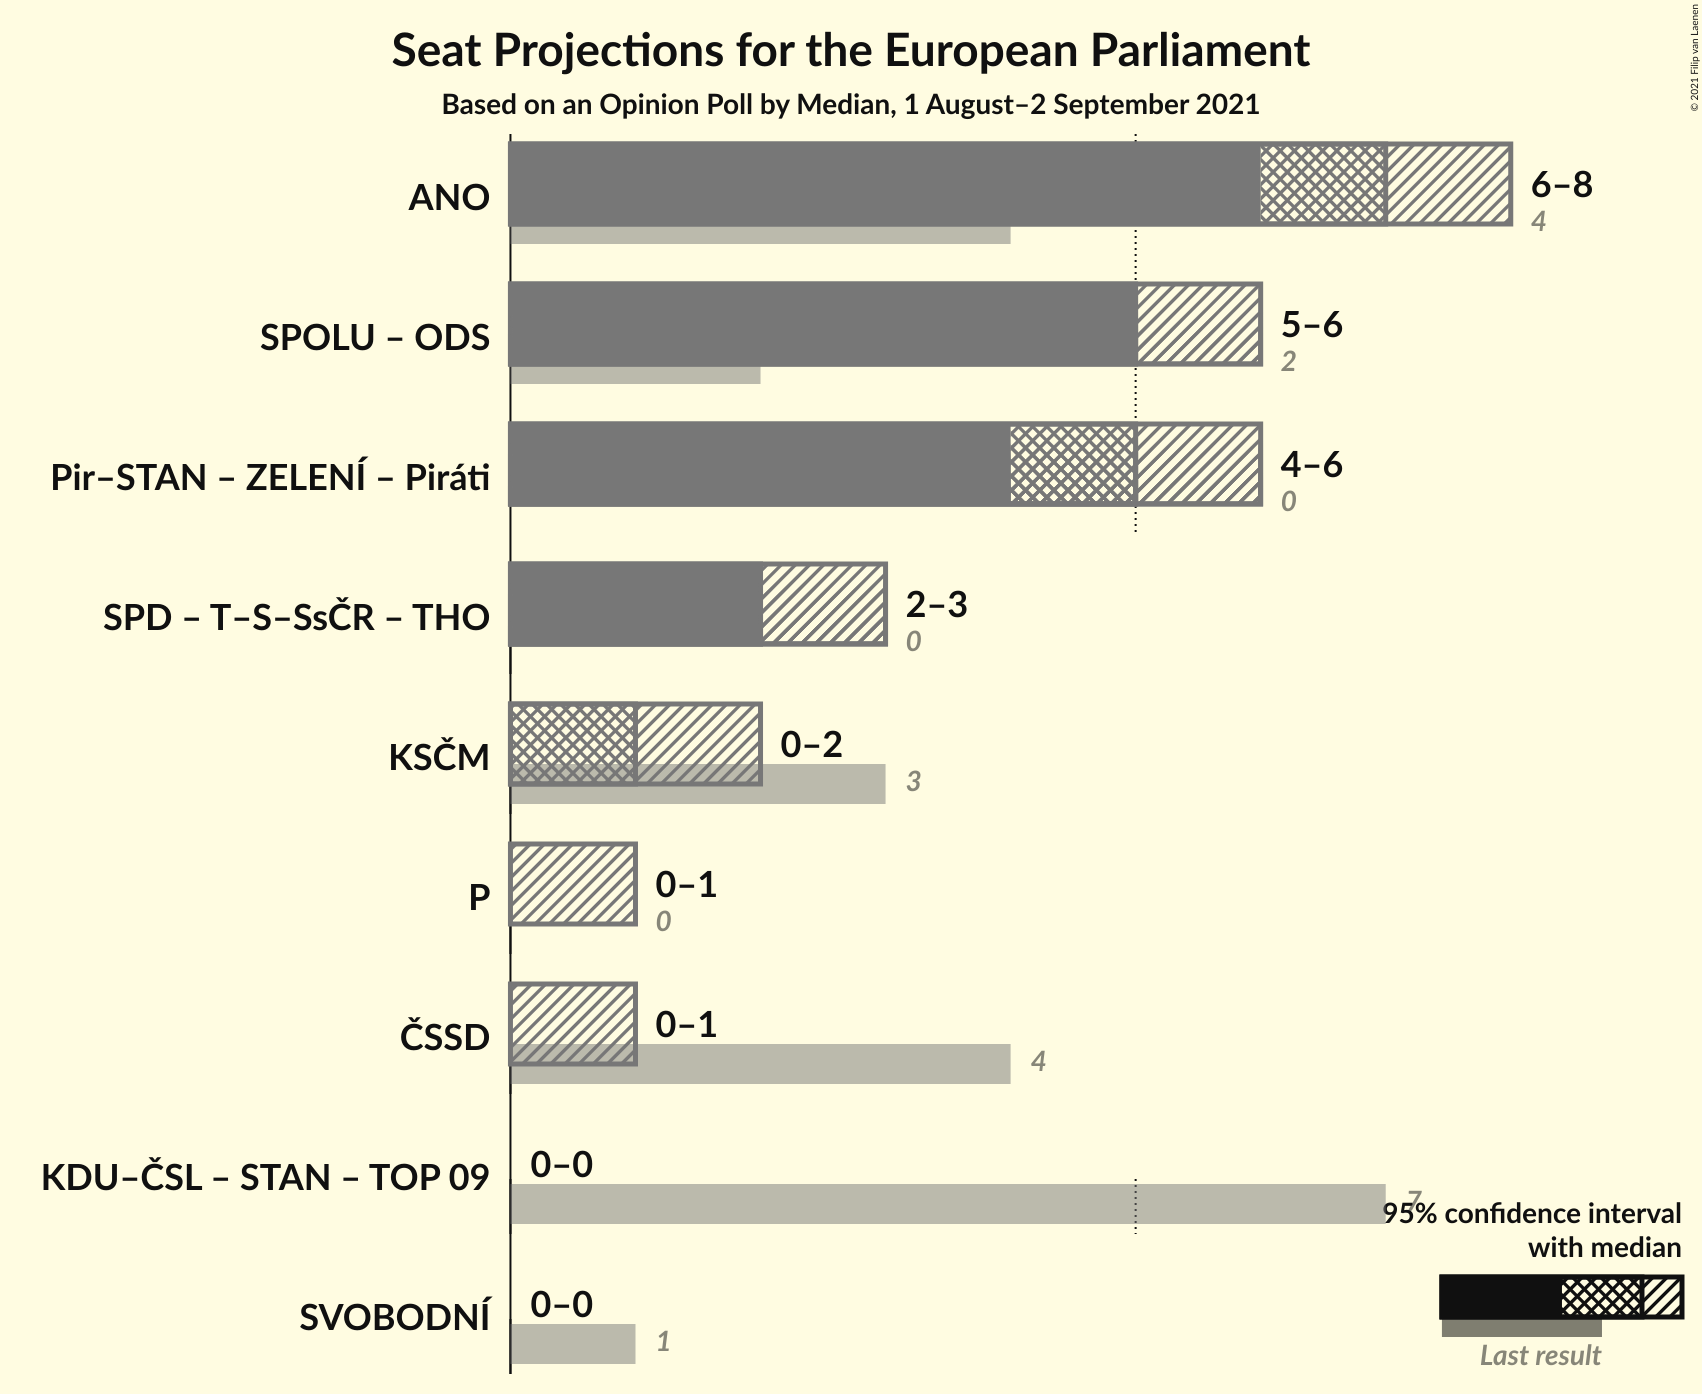 Seat Projections for the European Parliament
Based on an Opinion Poll by Median, 1 August–2 September 2021
© 2021 Filip van Laenen
ANO
6–8
4
SPOLU – ODS
5–6
2
Pir–STAN – ZELENÍ – Piráti
4–6
0
SPD – T–S–SsČR – THO
2–3
0
KSČM
0–2
3
P
0–1
0
ČSSD
0–1
4
KDU–ČSL – STAN – TOP 09
0–0
7
SVOBODNÍ
0–0
1
95% confidence interval
with median
Last result